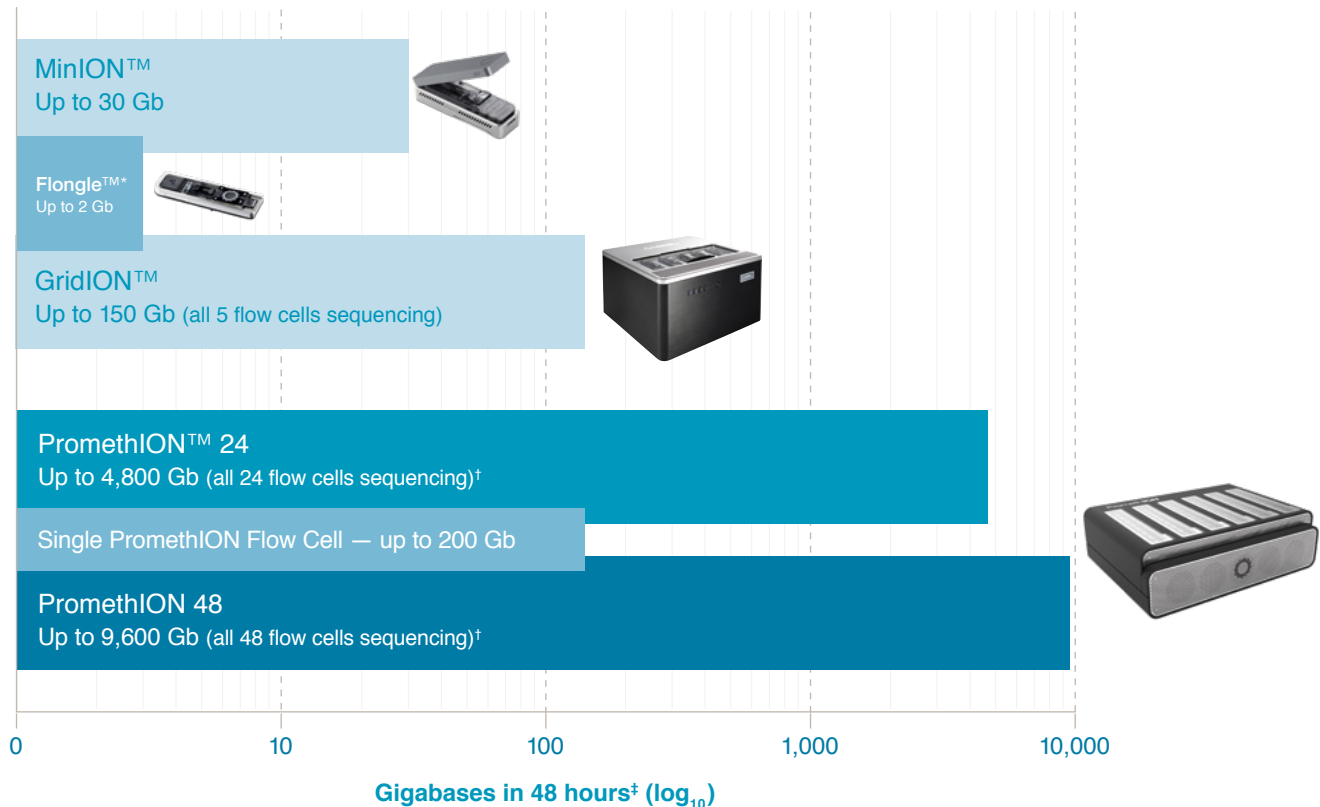 MinION™
Up to 30 Gb
Flongle™*
Up to 2 Gb
GridION™
Up to 150 Gb (all 5 flow cells sequencing)
PromethION™ 24
Up to 4,800 Gb (all 24 flow cells sequencing)†
Single PromethION Flow Cell — up to 200 Gb
PromethION 48
Up to 9,600 Gb (all 48 flow cells sequencing)†
0 10 100 1,000 10,000
Gigabases in 48 hours‡ (log₁₀)